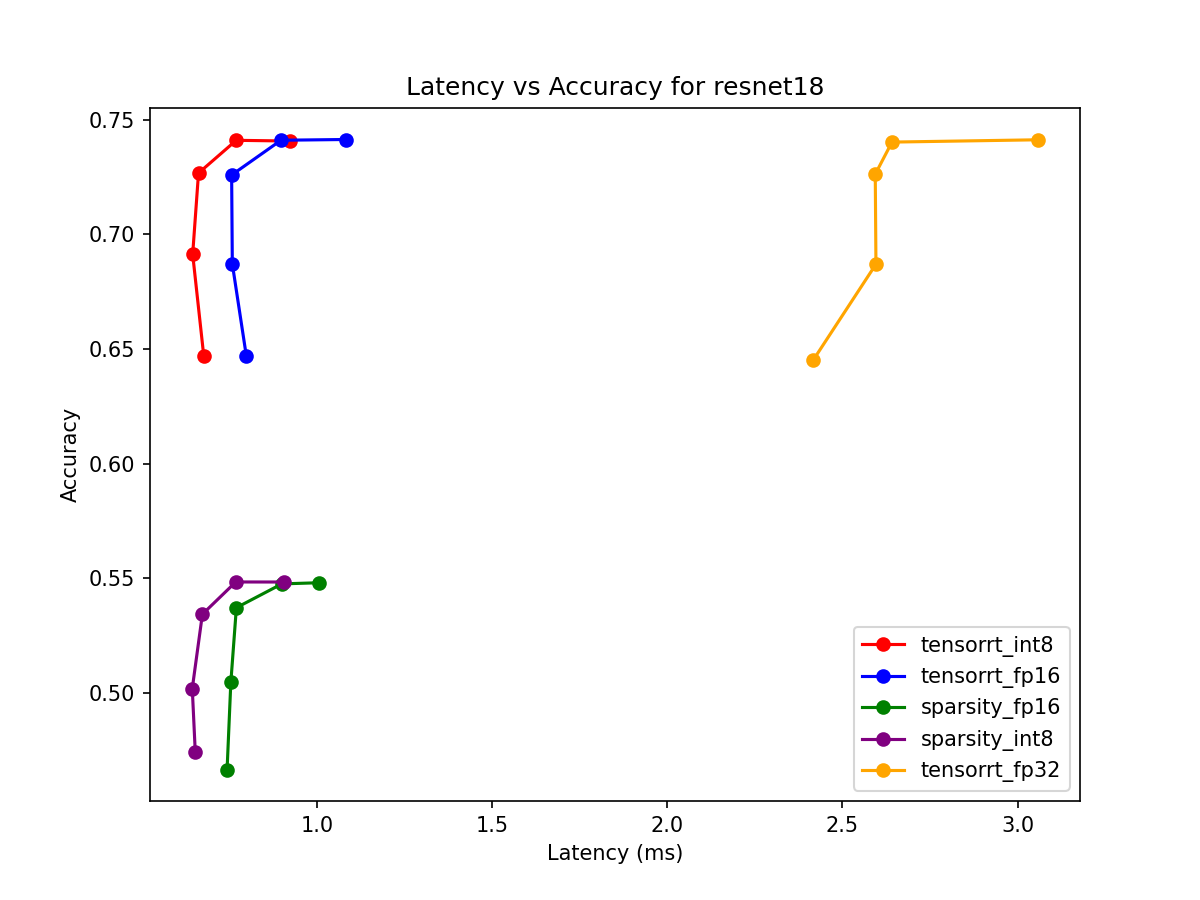 Latency vs Accuracy for resnet18
0.75
0.70
0.65
0.60
0.55
0.50
Accuracy
1.0 1.5 2.0 2.5 3.0
Latency (ms)
tensorrt_int8
tensorrt_fp16
sparsity_fp16
sparsity_int8
tensorrt_fp32